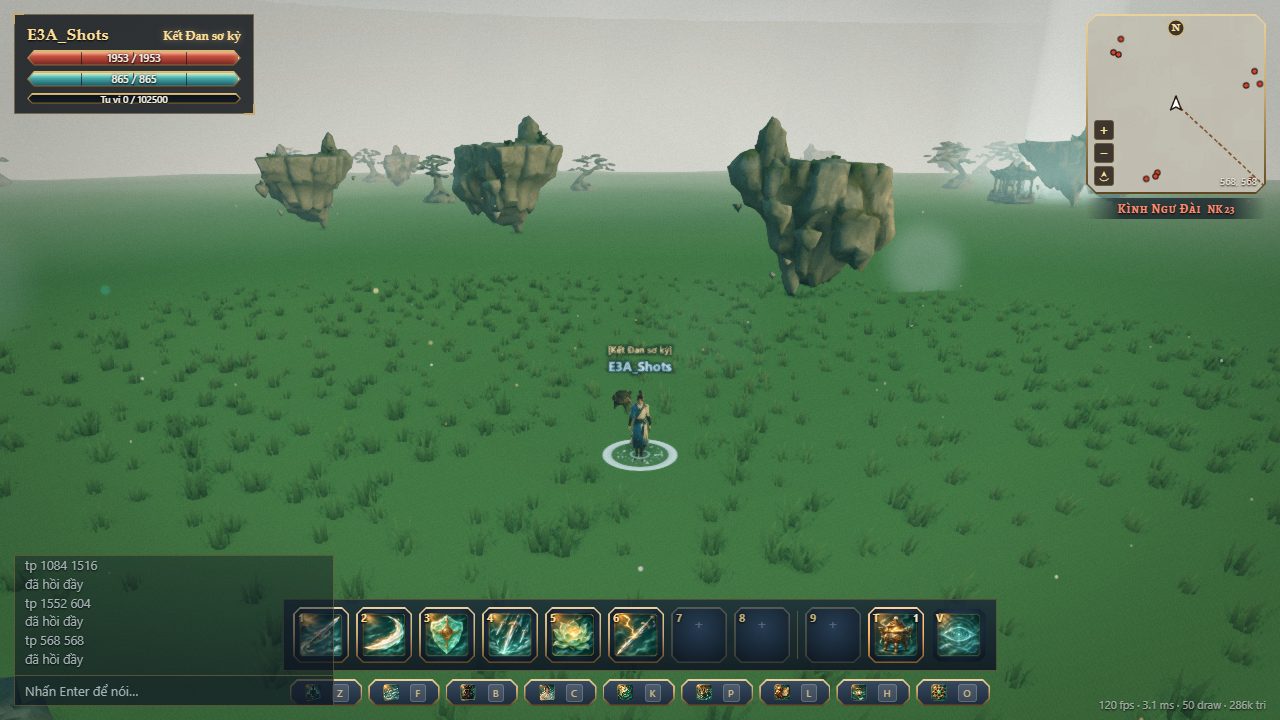 E3A_Shots Kết Đan sơ kỳ
1953 / 1953
865 / 865
Tu vi 0 / 102500
N
+
−
568, 568
Kình Ngư Đài NK23
[Kết Đan sơ kỳ]
E3A_Shots
tp 1084 1516
đã hồi đầy
tp 1552 604
đã hồi đầy
tp 568 568
đã hồi đầy
Nhấn Enter để nói...
1 2 3 4 5 6 7 + 8 + 9 + T 1 V
Z F B C K P L H O
120 fps · 3.1 ms · 50 draw · 286k tri